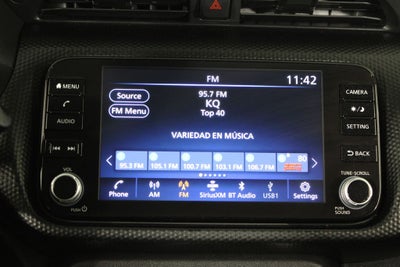 MENU
AUDIO
VOL
PUSH
FM
11:42
Source
FM Menu
95.7 FM
KQ
Top 40
VARIEDAD EN MÚSICA
95.3 FM
105.1 FM
100.7 FM
103.1 FM
106.7 FM
80
Phone
AM
FM
SiriusXM
BT Audio
USB1
Settings
CAMERA
SETTING
BACK
TUNE·SCROLL
PUSH
SOUND